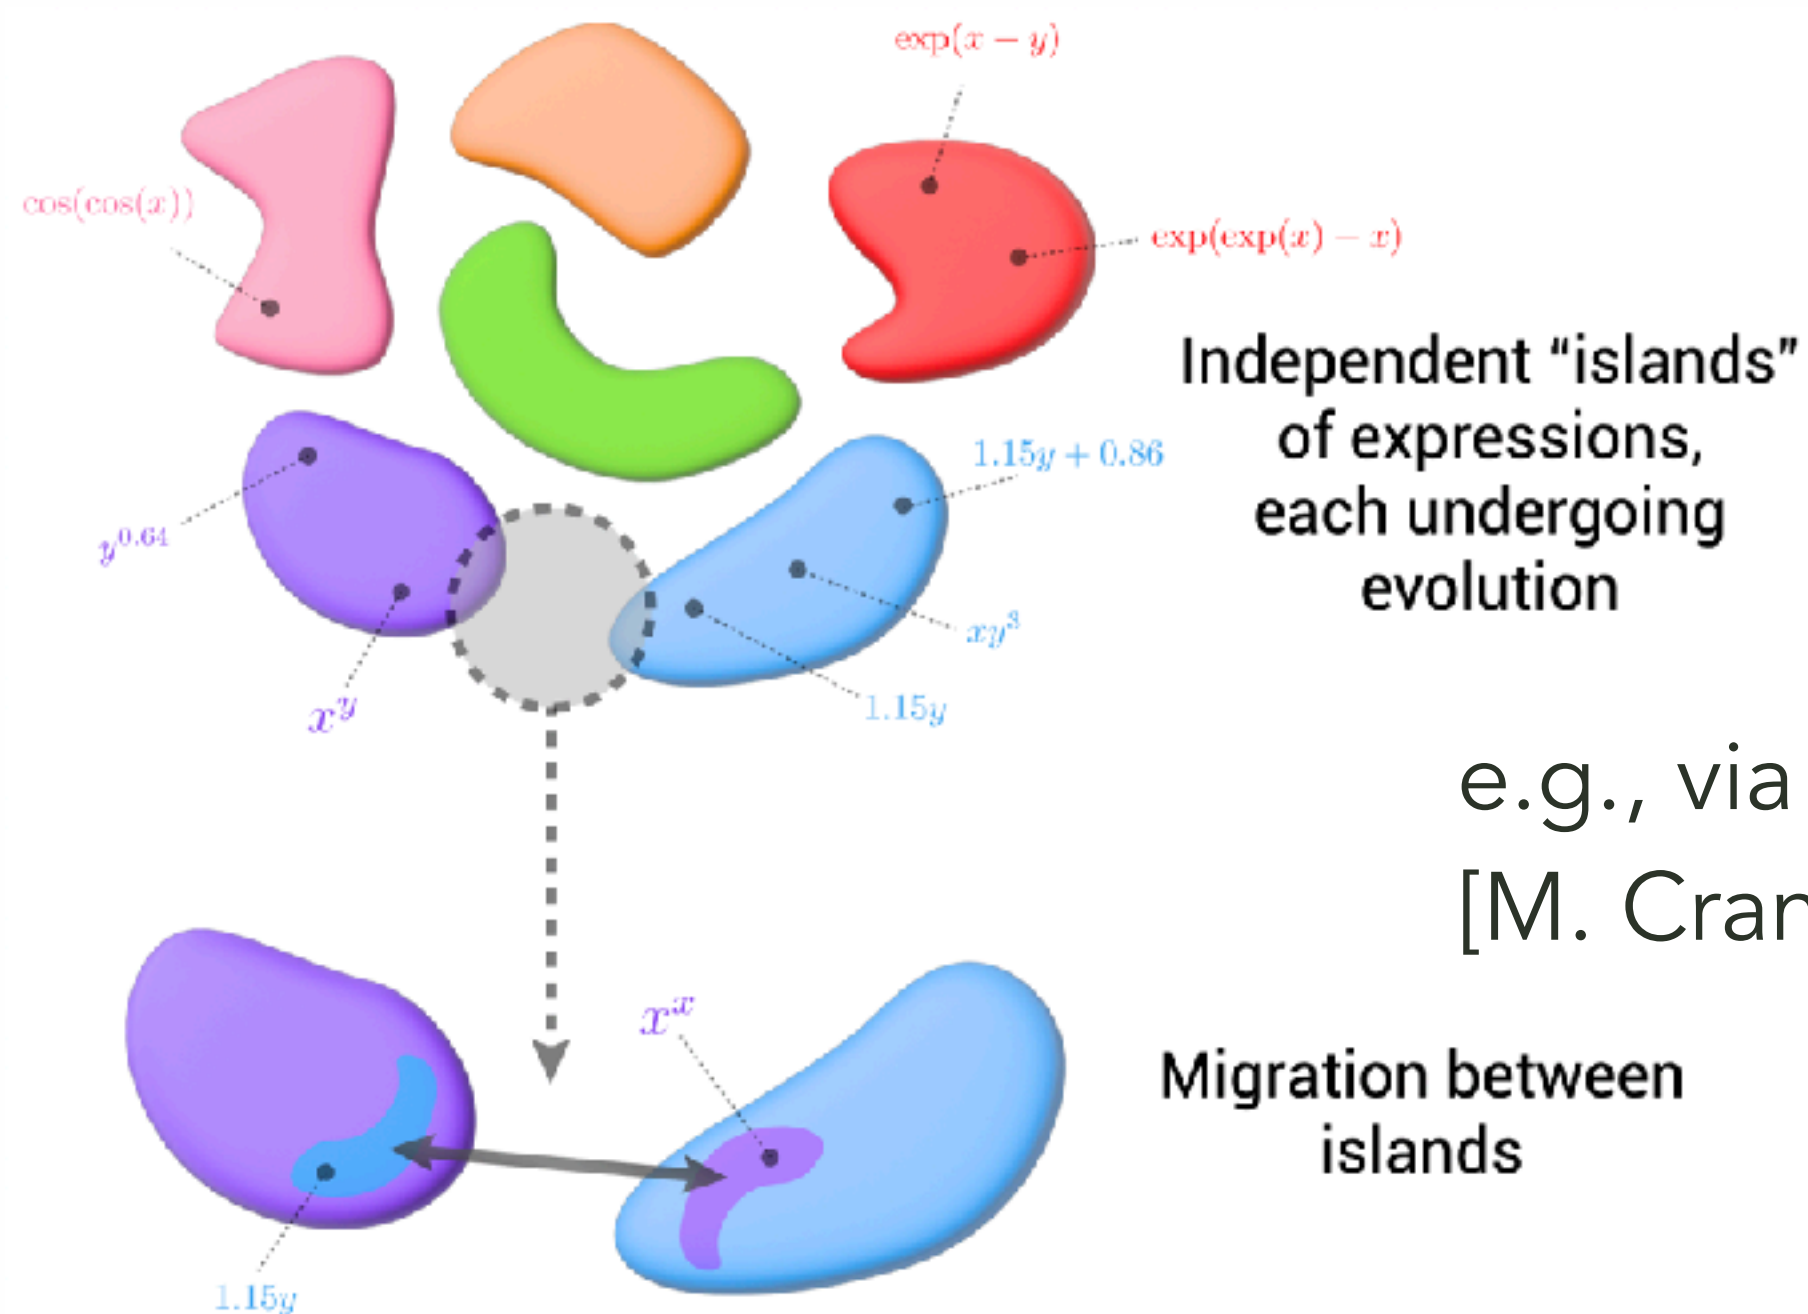 exp(x − y)
cos(cos(x))
exp(exp(x) − x)
Independent “islands”
of expressions,
each undergoing
evolution
1.15y + 0.86
y^0.64
xy^3
x^y
1.15y
e.g., via
[M. Cran
x^x
Migration between
islands
1.15y